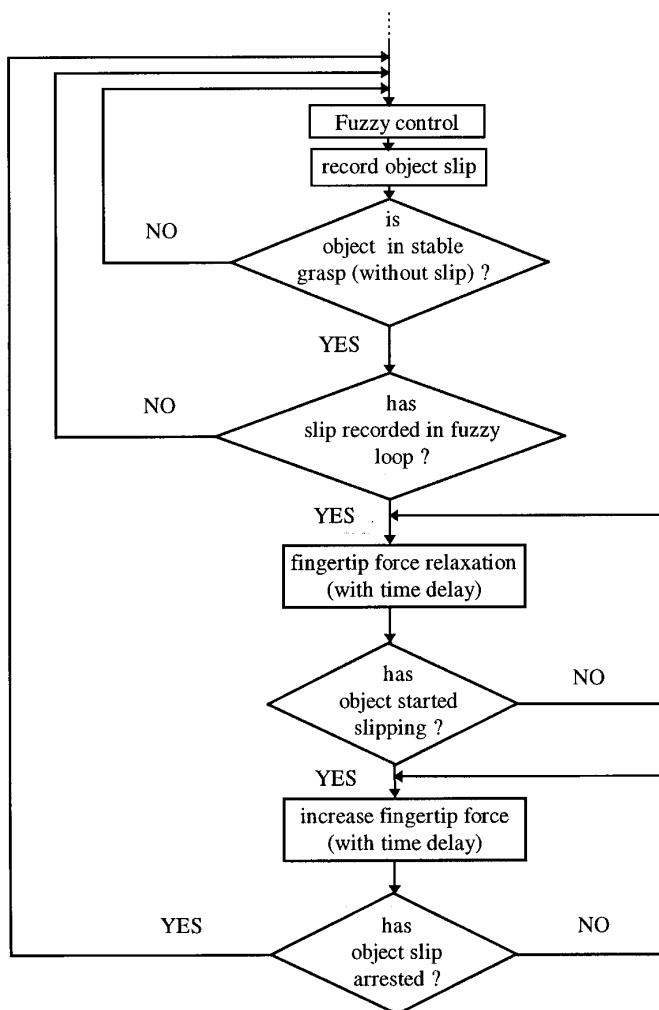 Fuzzy control
record object slip
is
object in stable
grasp (without slip) ?
NO
YES
has
slip recorded in fuzzy
loop ?
NO
YES
fingertip force relaxation
(with time delay)
has
object started
slipping ?
NO
YES
increase fingertip force
(with time delay)
has
object slip
arrested ?
YES
NO